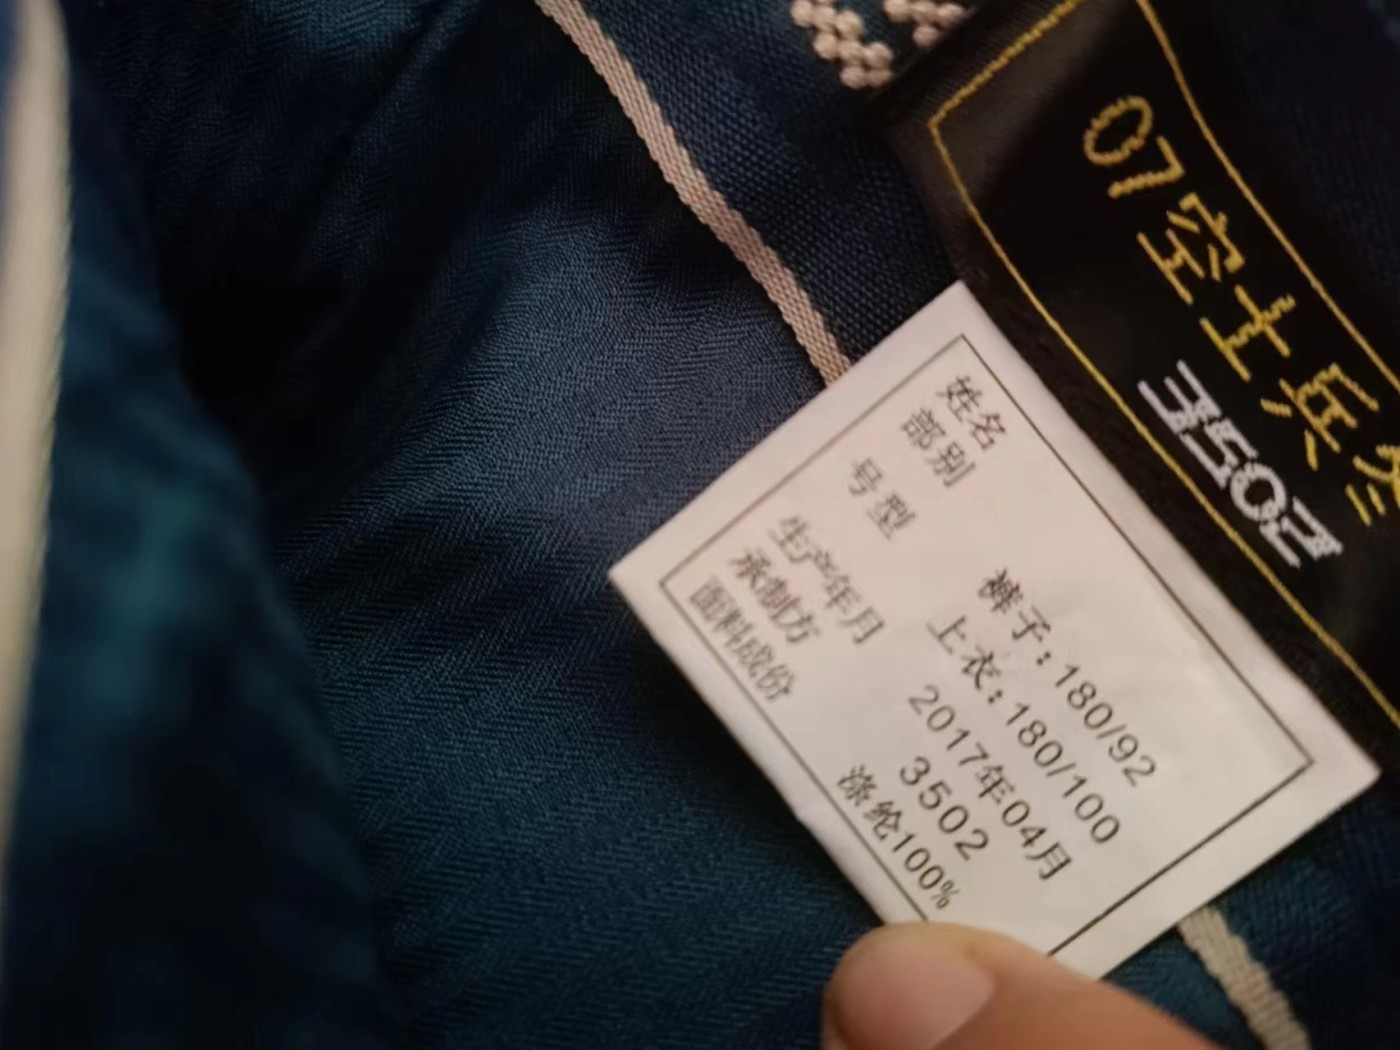 07空士兵冬
3502
姓名
部别
号型 裤子：180/92
上衣：180/100
生产年月 2017年04月
承制方 3502
面料成份 涤纶100%